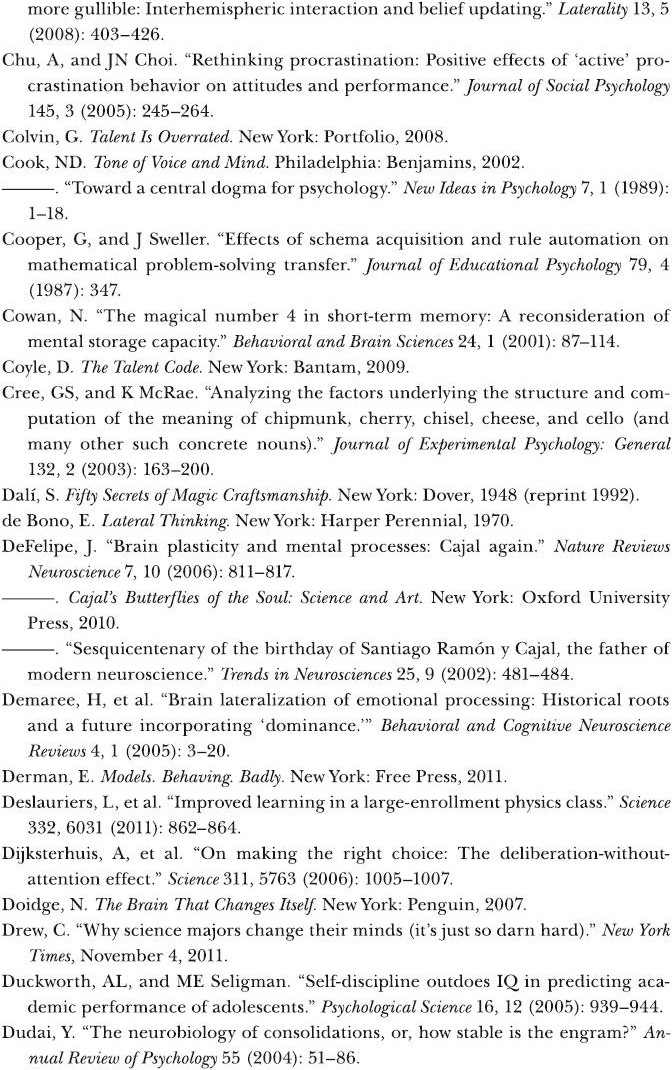 more gullible: Interhemispheric interaction and belief updating.” Laterality 13, 5
(2008): 403–426.
Chu, A, and JN Choi. “Rethinking procrastination: Positive effects of ‘active’ pro-
crastination behavior on attitudes and performance.” Journal of Social Psychology
145, 3 (2005): 245–264.
Colvin, G. Talent Is Overrated. New York: Portfolio, 2008.
Cook, ND. Tone of Voice and Mind. Philadelphia: Benjamins, 2002.
———. “Toward a central dogma for psychology.” New Ideas in Psychology 7, 1 (1989):
1–18.
Cooper, G, and J Sweller. “Effects of schema acquisition and rule automation on
mathematical problem-solving transfer.” Journal of Educational Psychology 79, 4
(1987): 347.
Cowan, N. “The magical number 4 in short-term memory: A reconsideration of
mental storage capacity.” Behavioral and Brain Sciences 24, 1 (2001): 87–114.
Coyle, D. The Talent Code. New York: Bantam, 2009.
Cree, GS, and K McRae. “Analyzing the factors underlying the structure and com-
putation of the meaning of chipmunk, cherry, chisel, cheese, and cello (and
many other such concrete nouns).” Journal of Experimental Psychology: General
132, 2 (2003): 163–200.
Dalí, S. Fifty Secrets of Magic Craftsmanship. New York: Dover, 1948 (reprint 1992).
de Bono, E. Lateral Thinking. New York: Harper Perennial, 1970.
DeFelipe, J. “Brain plasticity and mental processes: Cajal again.” Nature Reviews
Neuroscience 7, 10 (2006): 811–817.
———. Cajal’s Butterflies of the Soul: Science and Art. New York: Oxford University
Press, 2010.
———. “Sesquicentenary of the birthday of Santiago Ramón y Cajal, the father of
modern neuroscience.” Trends in Neurosciences 25, 9 (2002): 481–484.
Demaree, H, et al. “Brain lateralization of emotional processing: Historical roots
and a future incorporating ‘dominance.’” Behavioral and Cognitive Neuroscience
Reviews 4, 1 (2005): 3–20.
Derman, E. Models. Behaving. Badly. New York: Free Press, 2011.
Deslauriers, L, et al. “Improved learning in a large-enrollment physics class.” Science
332, 6031 (2011): 862–864.
Dijksterhuis, A, et al. “On making the right choice: The deliberation-without-
attention effect.” Science 311, 5763 (2006): 1005–1007.
Doidge, N. The Brain That Changes Itself. New York: Penguin, 2007.
Drew, C. “Why science majors change their minds (it’s just so darn hard).” New York
Times, November 4, 2011.
Duckworth, AL, and ME Seligman. “Self-discipline outdoes IQ in predicting aca-
demic performance of adolescents.” Psychological Science 16, 12 (2005): 939–944.
Dudai, Y. “The neurobiology of consolidations, or, how stable is the engram?” An-
nual Review of Psychology 55 (2004): 51–86.